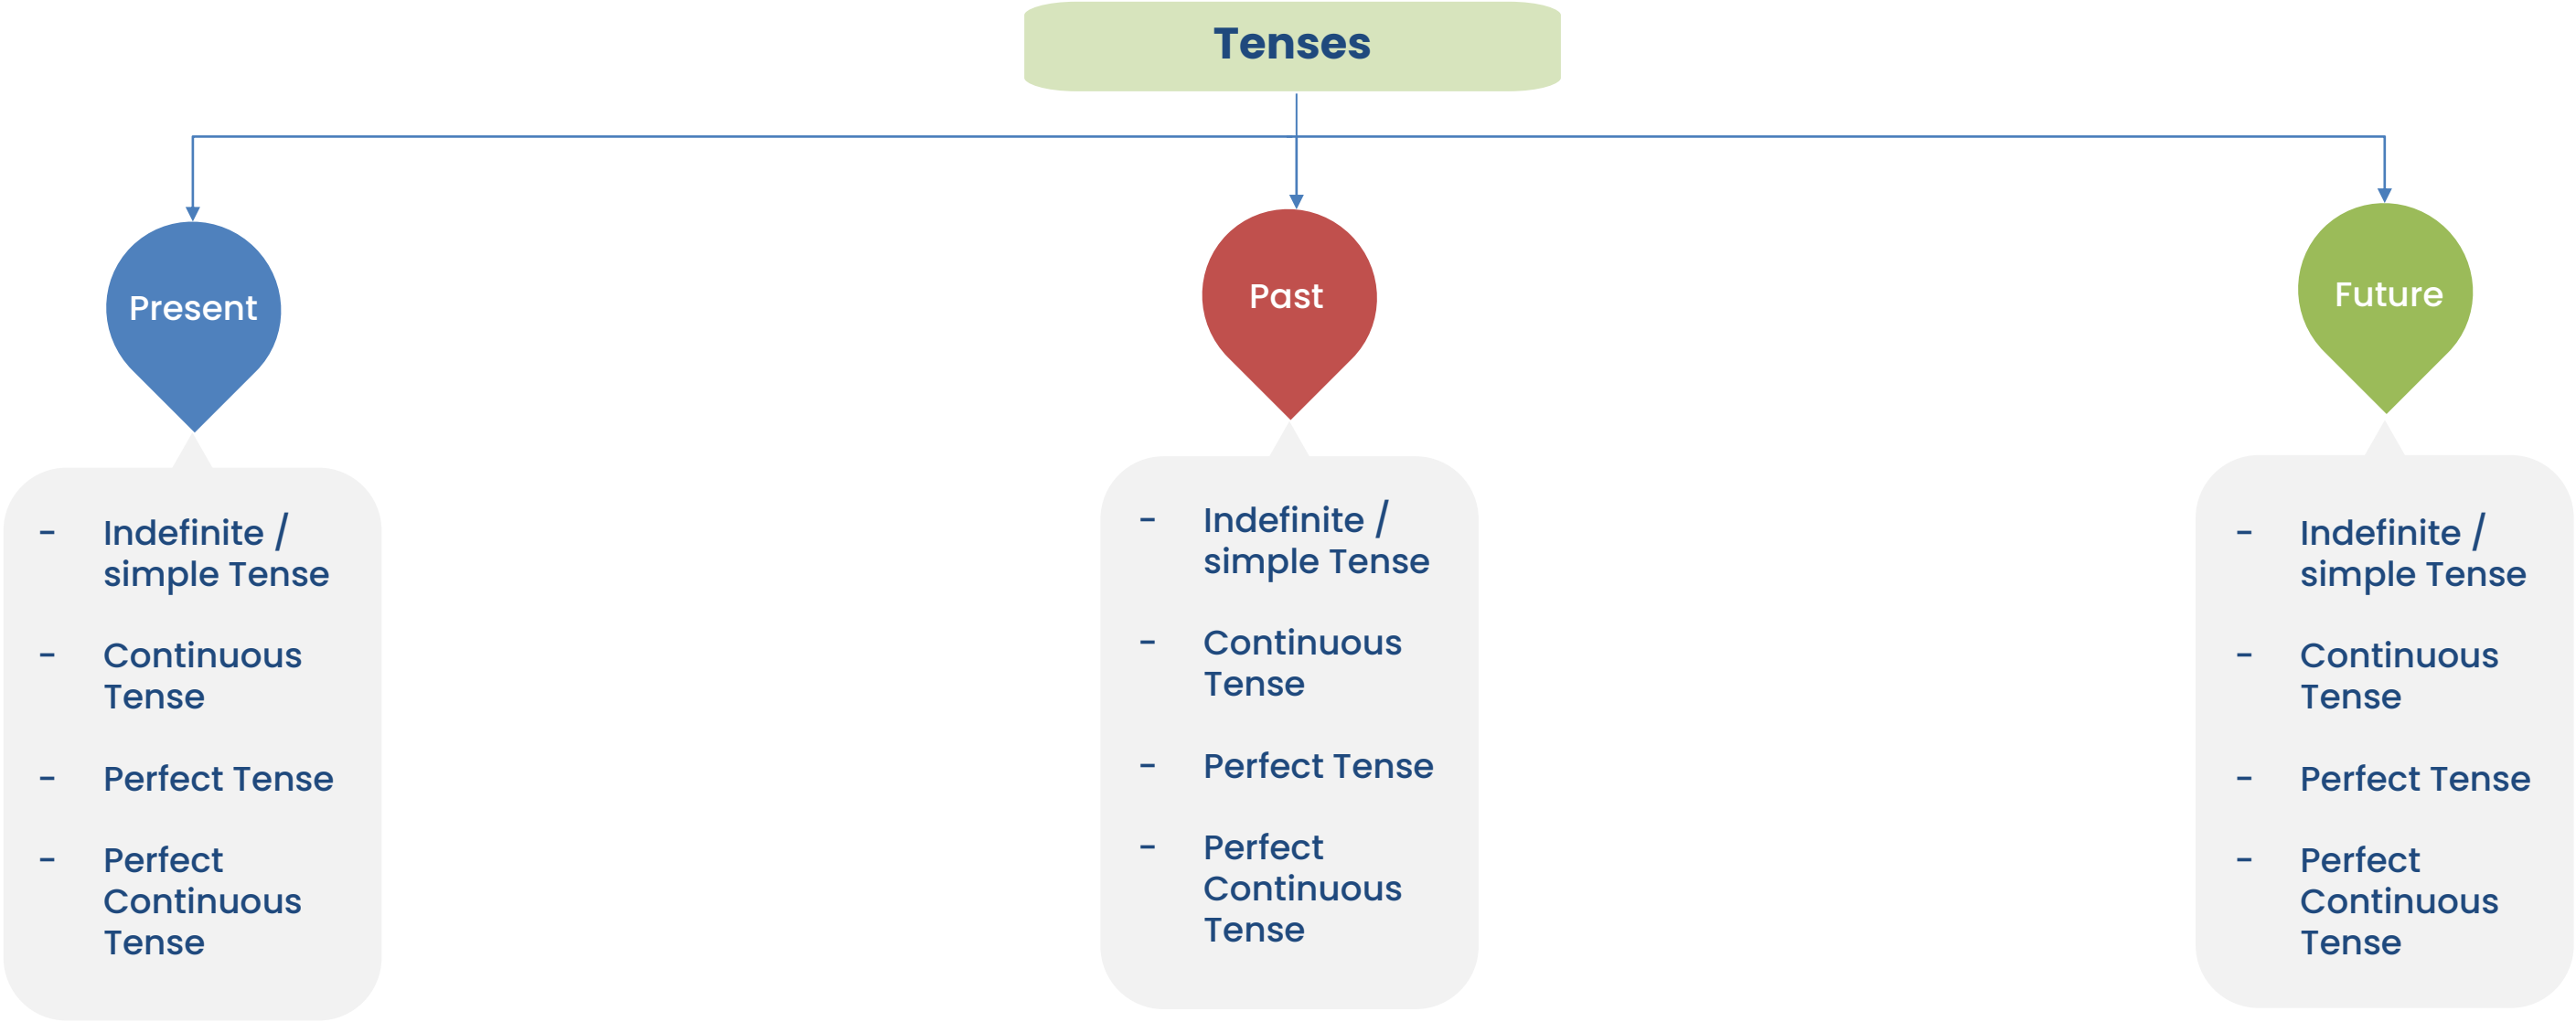 Tenses
Present
Past
Future
- Indefinite /
simple Tense
- Continuous
Tense
- Perfect Tense
- Perfect
Continuous
Tense
- Indefinite /
simple Tense
- Continuous
Tense
- Perfect Tense
- Perfect
Continuous
Tense
- Indefinite /
simple Tense
- Continuous
Tense
- Perfect Tense
- Perfect
Continuous
Tense